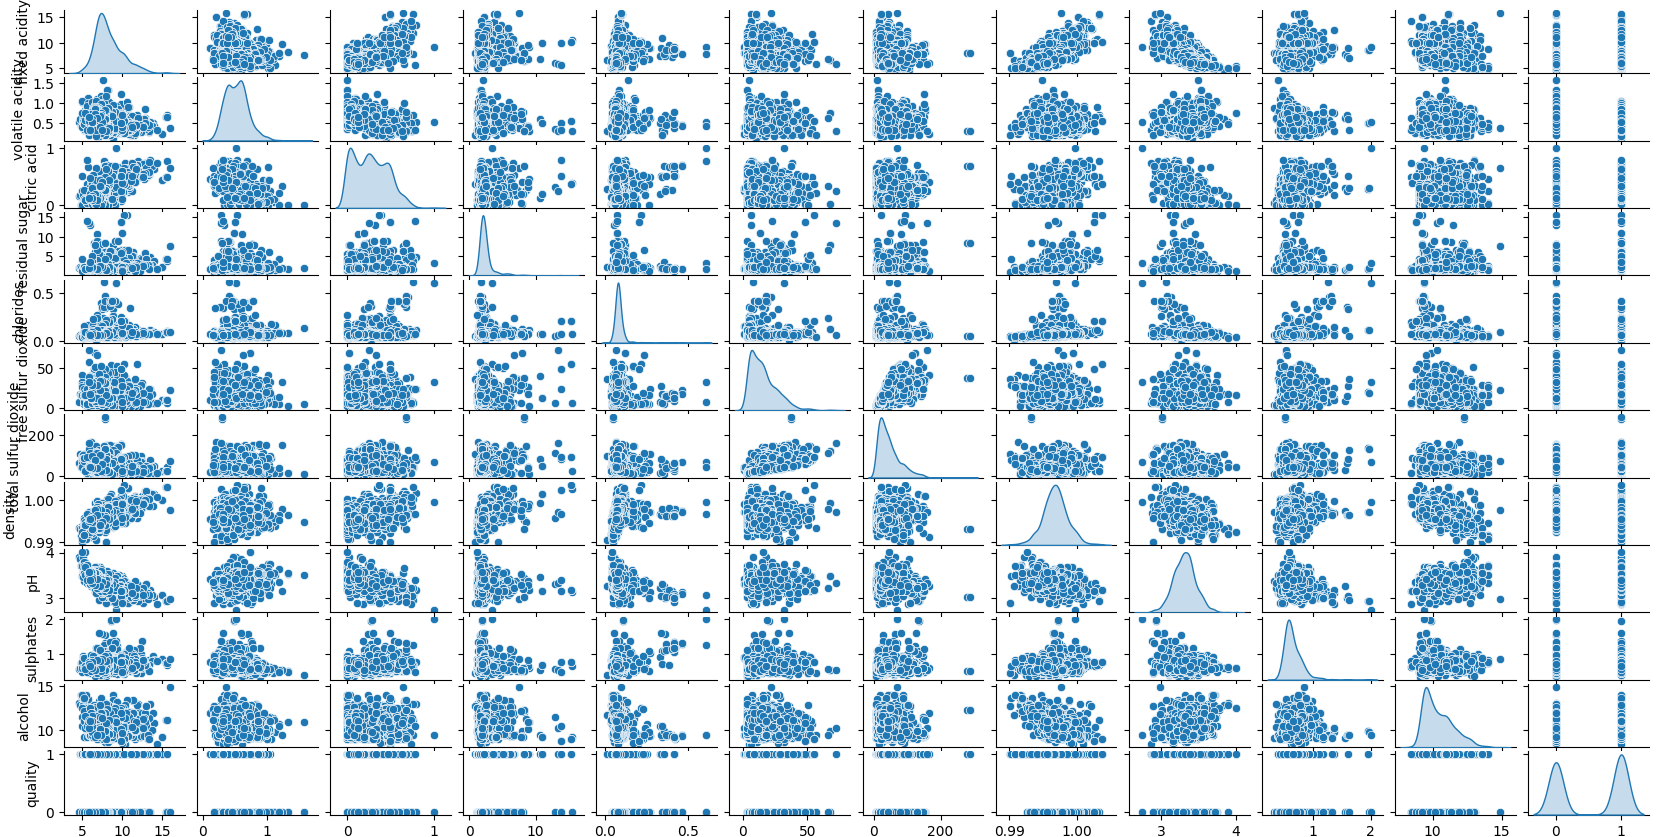 15
10
5
fixed acidity
1.5
1.0
0.5
volatile acidity
1
0
citric acid
15
10
5
residual sugar
0.5
0.0
chlorides
50
0
free sulfur dioxide
200
0
total sulfur dioxide
1.00
0.99
density
4
3
pH
2
1
sulphates
15
10
alcohol
1
0
quality
5 10 15 0 1 0 1 0 10 0.0 0.5 0 50 0 200 0.99 1.00 3 4 1 2 10 15 0 1